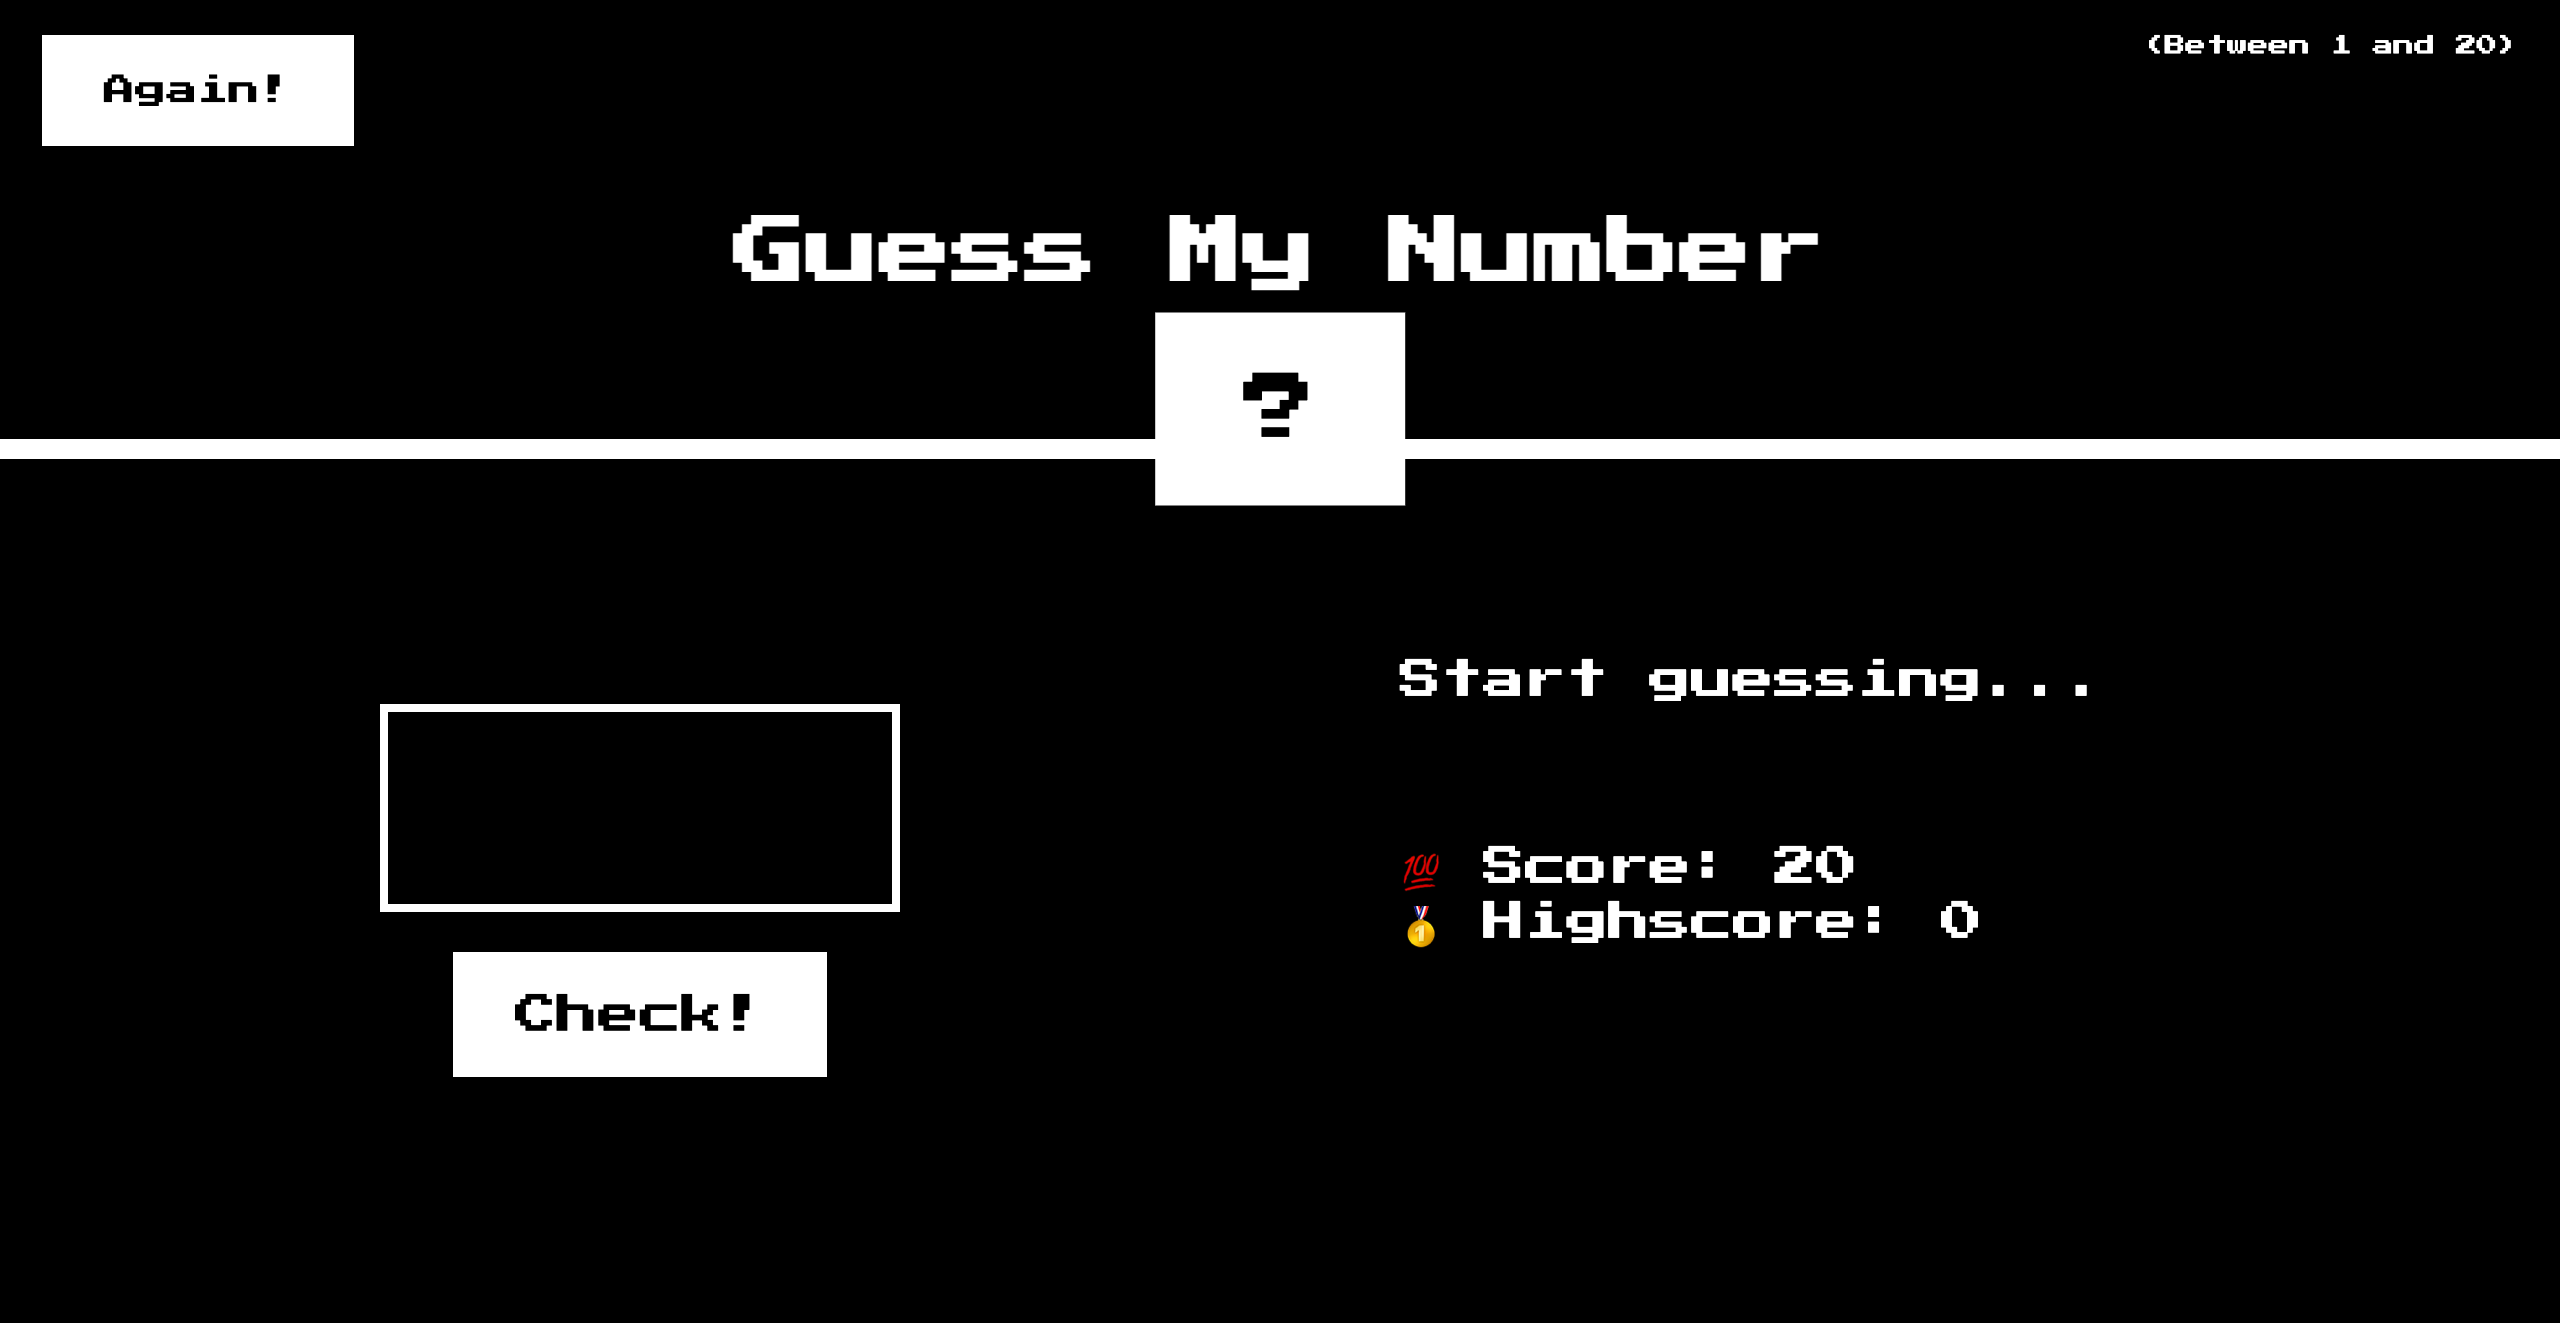 Again!
(Between 1 and 20)
Guess My Number
?
Start guessing...
💯 Score: 20
🥇 Highscore: 0
Check!